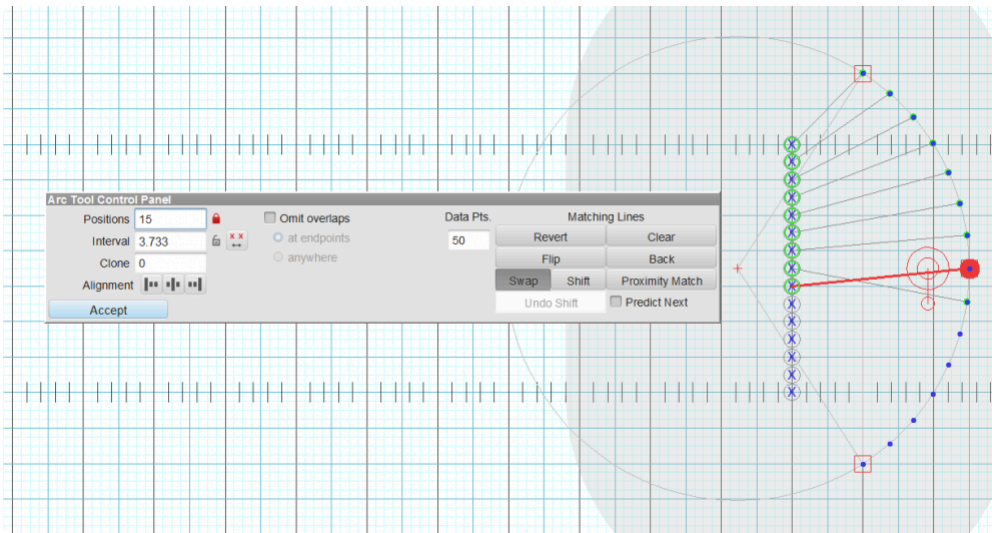 Arc Tool Control Panel
Positions 15
Interval 3.733
Clone 0
Alignment
Accept
Omit overlaps
at endpoints
anywhere
Data Pts.
50
Matching Lines
Revert Clear
Flip Back
Swap Shift Proximity Match
Undo Shift Predict Next